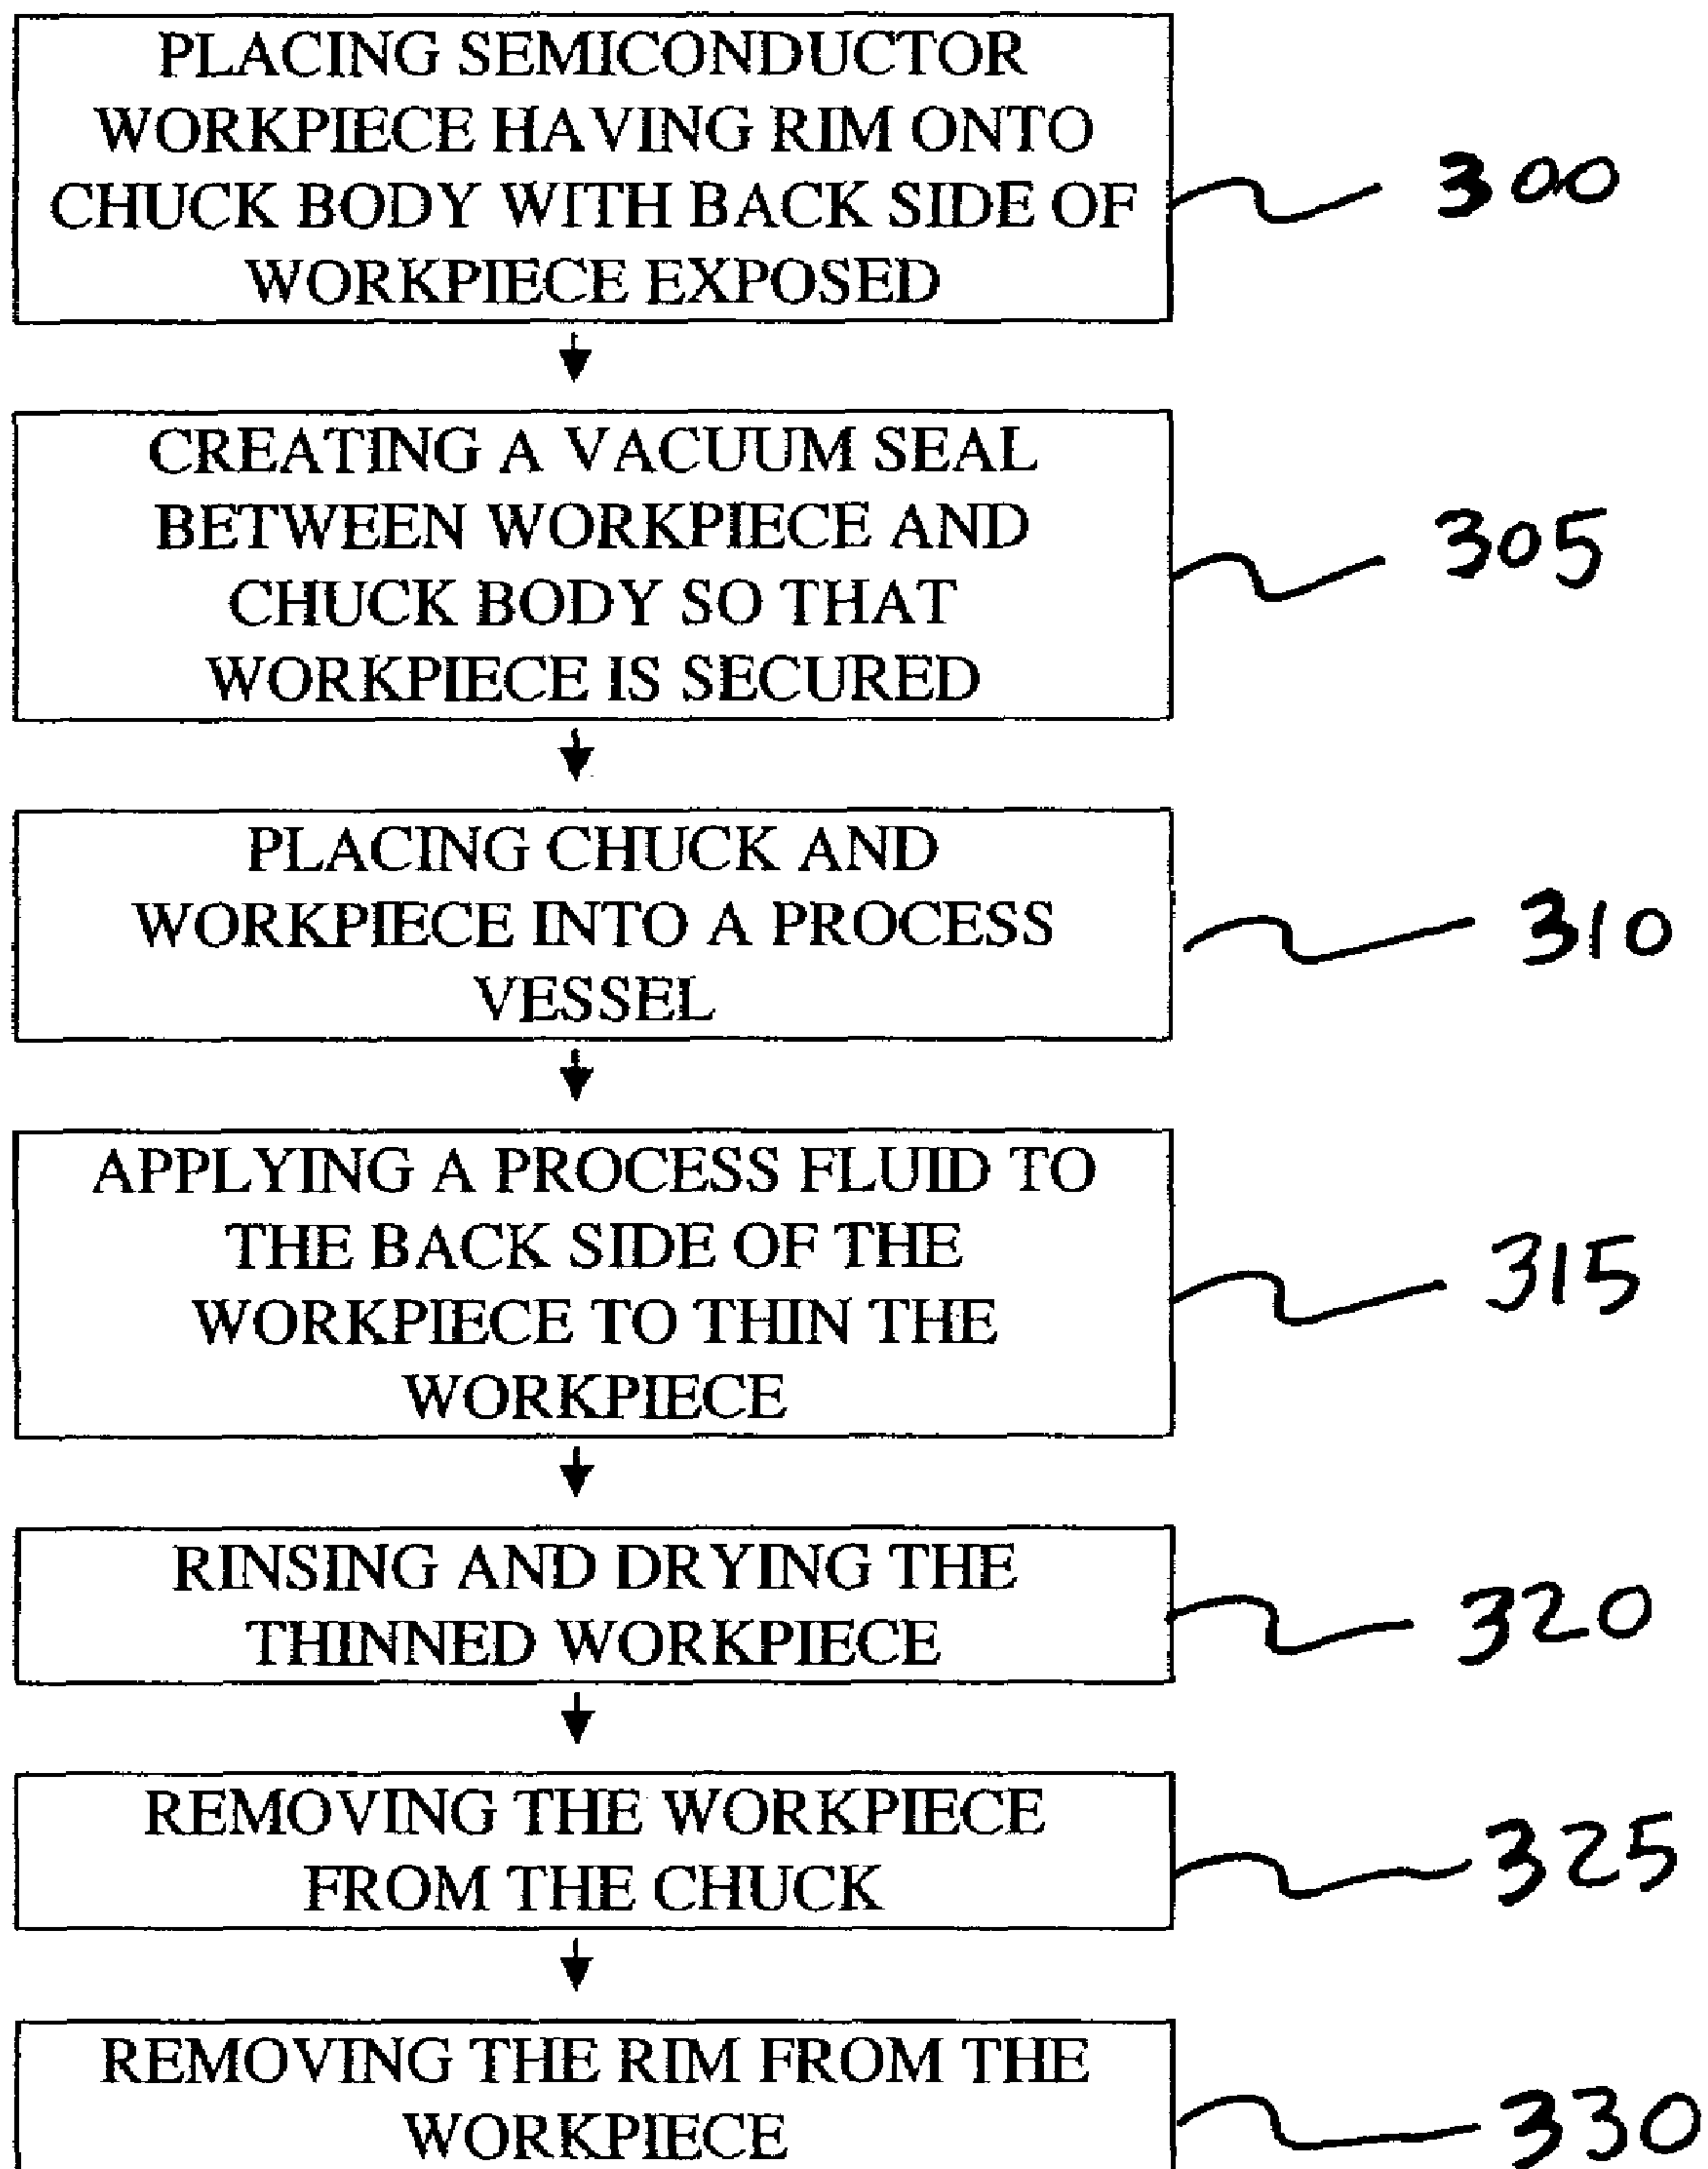 PLACING SEMICONDUCTOR
WORKPIECE HAVING RIM ONTO
CHUCK BODY WITH BACK SIDE OF
WORKPIECE EXPOSED
300
CREATING A VACUUM SEAL
BETWEEN WORKPIECE AND
CHUCK BODY SO THAT
WORKPIECE IS SECURED
305
PLACING CHUCK AND
WORKPIECE INTO A PROCESS
VESSEL
310
APPLYING A PROCESS FLUID TO
THE BACK SIDE OF THE
WORKPIECE TO THIN THE
WORKPIECE
315
RINSING AND DRYING THE
THINNED WORKPIECE
320
REMOVING THE WORKPIECE
FROM THE CHUCK
325
REMOVING THE RIM FROM THE
WORKPIECE
330